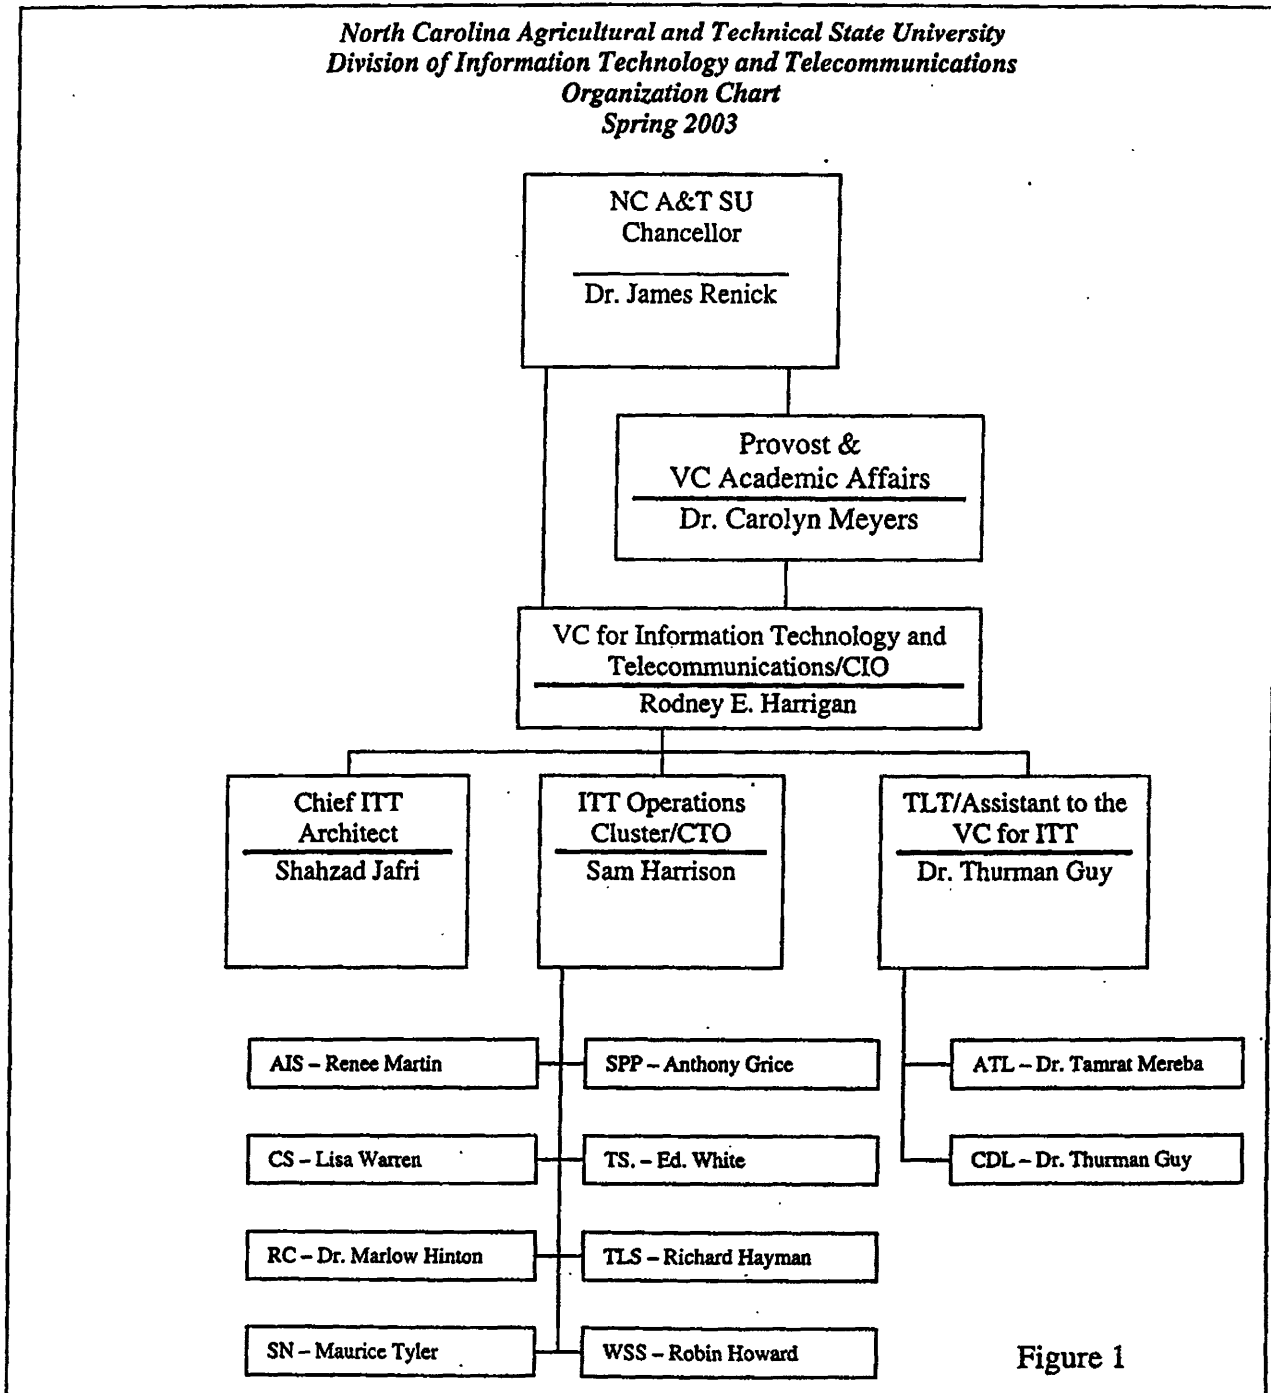 North Carolina Agricultural and Technical State University
Division of Information Technology and Telecommunications
Organization Chart
Spring 2003
NC A&T SU
Chancellor
Dr. James Renick
Provost &
VC Academic Affairs
Dr. Carolyn Meyers
VC for Information Technology and
Telecommunications/CIO
Rodney E. Harrigan
Chief ITT
Architect
Shahzad Jafri
ITT Operations
Cluster/CTO
Sam Harrison
TLT/Assistant to the
VC for ITT
Dr. Thurman Guy
AIS – Renee Martin
SPP – Anthony Grice
ATL – Dr. Tamrat Mereba
CS – Lisa Warren
TS. – Ed. White
CDL – Dr. Thurman Guy
RC – Dr. Marlow Hinton
TLS – Richard Hayman
SN – Maurice Tyler
WSS – Robin Howard
Figure 1